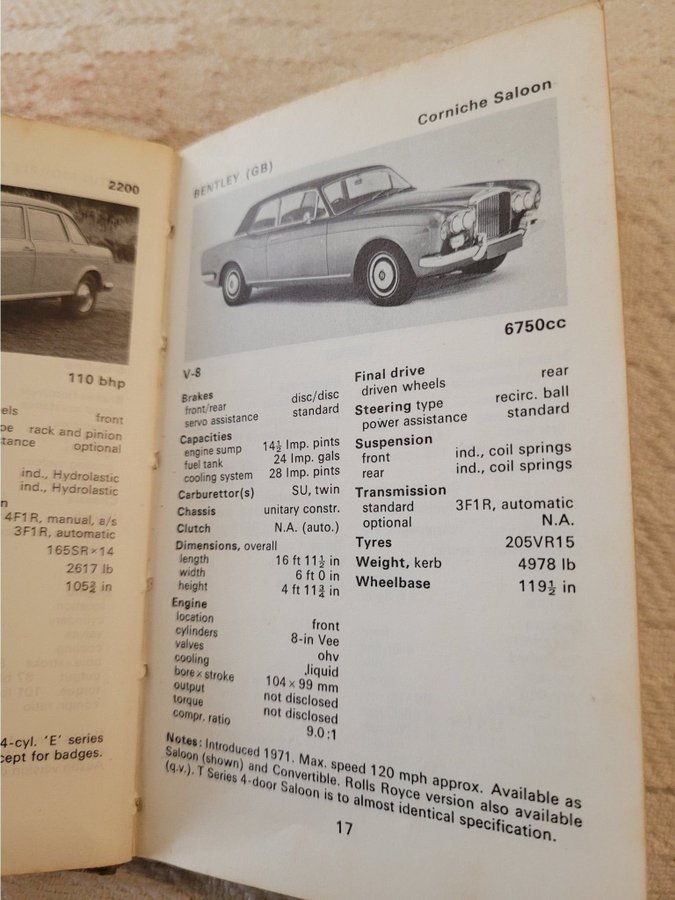 2200
110 bhp
els front
pe rack and pinion
stance optional
ind., Hydrolastic
ind., Hydrolastic
n
4F1R, manual, a/s
3F1R, automatic
165SR×14
2617 lb
105¾ in
4-cyl. 'E' series
cept for badges.
Corniche Saloon
BENTLEY (GB)
V-8 6750cc
Brakes
front/rear disc/disc
servo assistance standard
Capacities
engine sump 14½ Imp. pints
fuel tank 24 Imp. gals
cooling system 28 Imp. pints
Carburettor(s) SU, twin
Chassis unitary constr.
Clutch N.A. (auto.)
Dimensions, overall
length 16 ft 11½ in
width 6 ft 0 in
height 4 ft 11¾ in
Engine
location front
cylinders 8-in Vee
valves ohv
cooling liquid
bore × stroke 104 × 99 mm
output not disclosed
torque not disclosed
compr. ratio 9.0:1
Final drive
driven wheels rear
Steering type recirc. ball
power assistance standard
Suspension
front ind., coil springs
rear ind., coil springs
Transmission
standard 3F1R, automatic
optional N.A.
Tyres 205VR15
Weight, kerb 4978 lb
Wheelbase 119½ in
Notes: Introduced 1971. Max. speed 120 mph approx. Available as
Saloon (shown) and Convertible. Rolls Royce version also available
(q.v.). T Series 4-door Saloon is to almost identical specification.
17